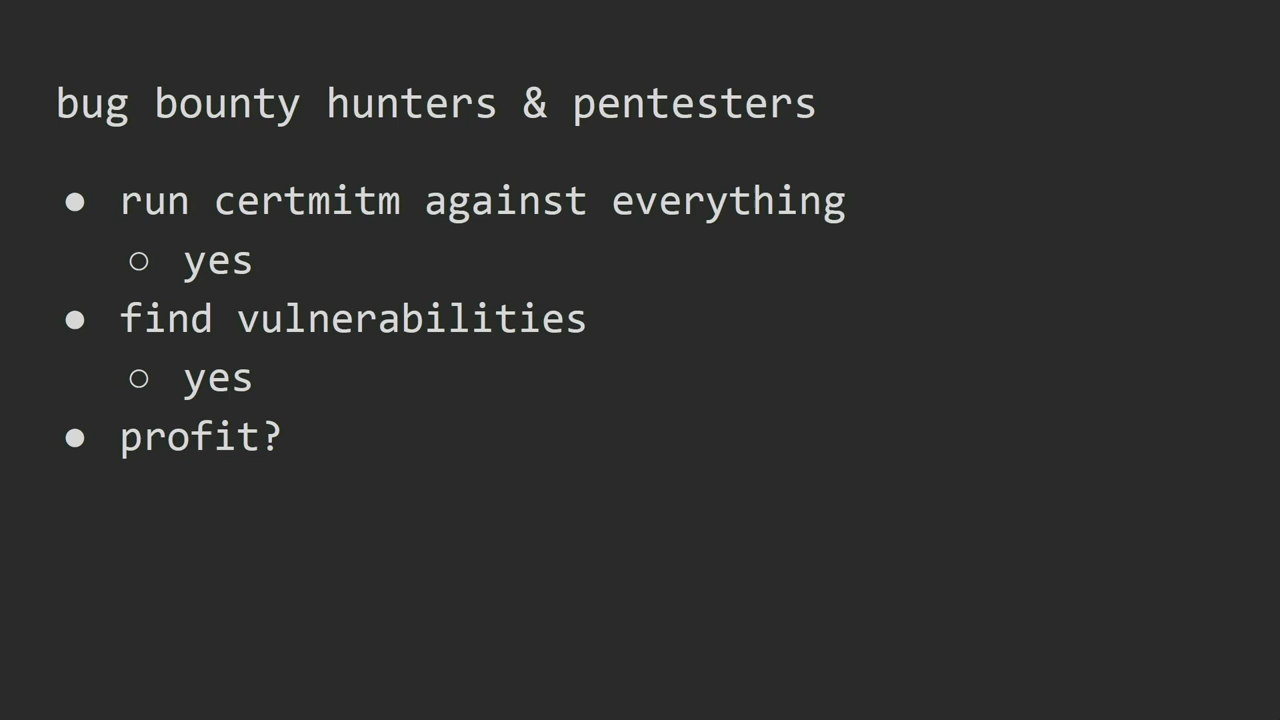 bug bounty hunters & pentesters
● run certmitm against everything
○ yes
● find vulnerabilities
○ yes
● profit?